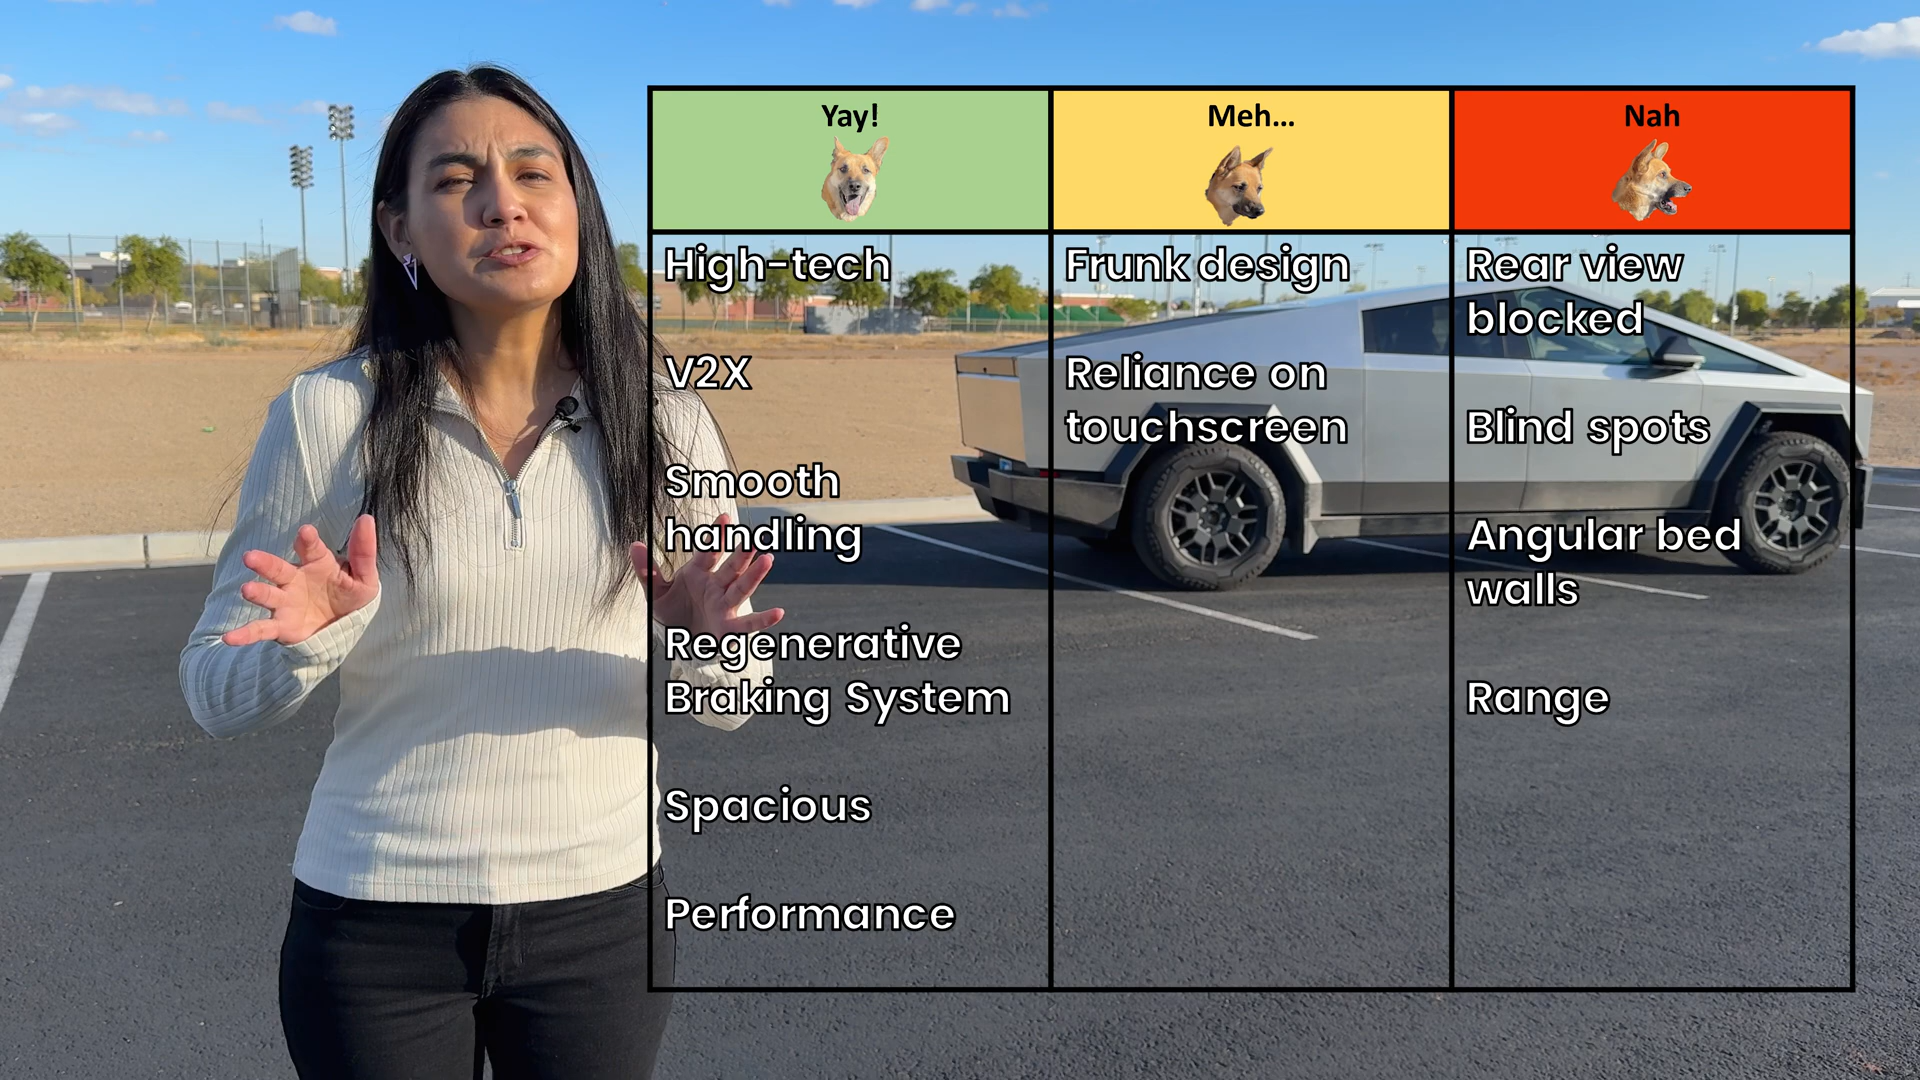 Yay!
High-tech
V2X
Smooth
handling
Regenerative
Braking System
Spacious
Performance
Meh...
Frunk design
Reliance on
touchscreen
Nah
Rear view
blocked
Blind spots
Angular bed
walls
Range